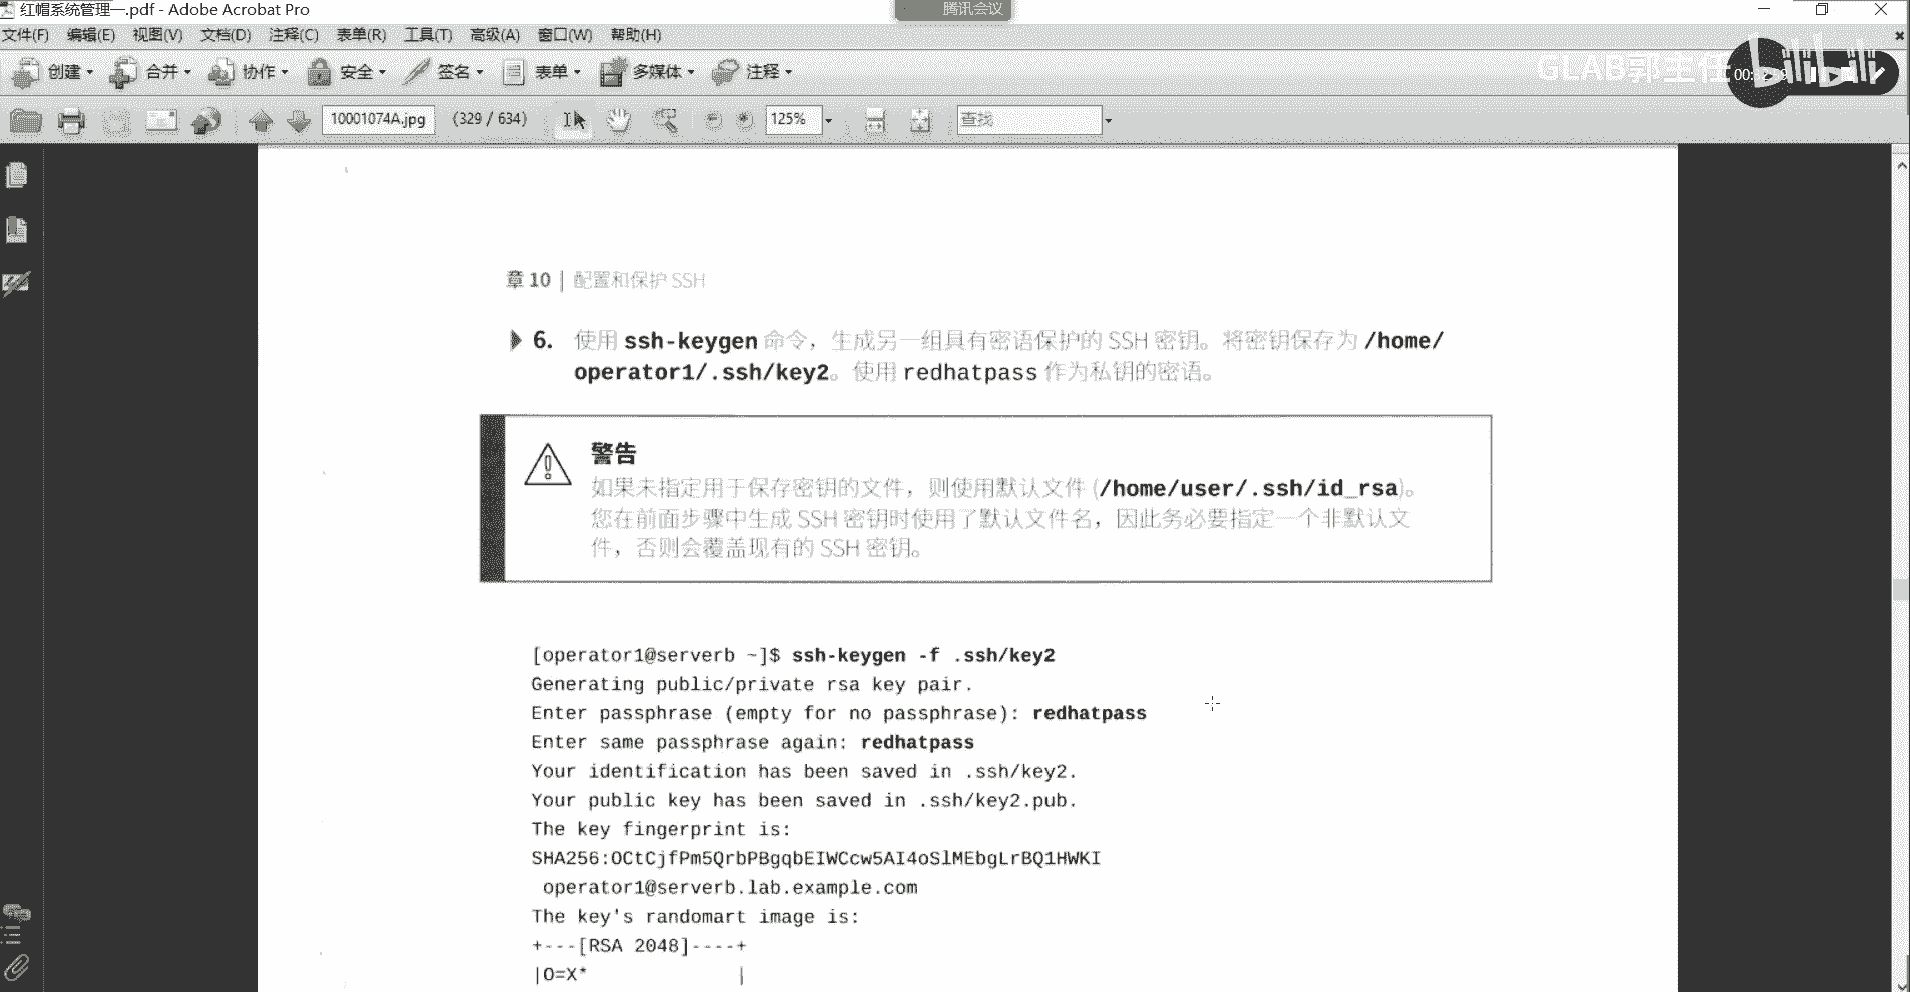 红帽系统管理一.pdf - Adobe Acrobat Pro
腾讯会议
文件(F) 编辑(E) 视图(V) 文档(D) 注释(C) 表单(R) 工具(T) 高级(A) 窗口(W) 帮助(H)
创建 合并 协作 安全 签名 表单 多媒体 注释
GLAB郭主任
bilibili
10001074A.jpg (329 / 634) 125% 查找
章 10 | 配置和保护 SSH
6. 使用 ssh-keygen 命令，生成另一组具有密语保护的 SSH 密钥。将密钥保存为 /home/
operator1/.ssh/key2。使用 redhatpass 作为私钥的密语。
警告
如果未指定用于保存密钥的文件，则使用默认文件 (/home/user/.ssh/id_rsa)。
您在前面步骤中生成 SSH 密钥时使用了默认文件名，因此务必要指定一个非默认文
件，否则会覆盖现有的 SSH 密钥。
[operator1@serverb ~]$ ssh-keygen -f .ssh/key2
Generating public/private rsa key pair.
Enter passphrase (empty for no passphrase): redhatpass
Enter same passphrase again: redhatpass
Your identification has been saved in .ssh/key2.
Your public key has been saved in .ssh/key2.pub.
The key fingerprint is:
SHA256:OCtCjfPm5QrbPBgqbEIWCcw5AI4oSlMEbgLrBQ1HWKI
operator1@serverb.lab.example.com
The key's randomart image is:
+---[RSA 2048]----+
|O=X* |